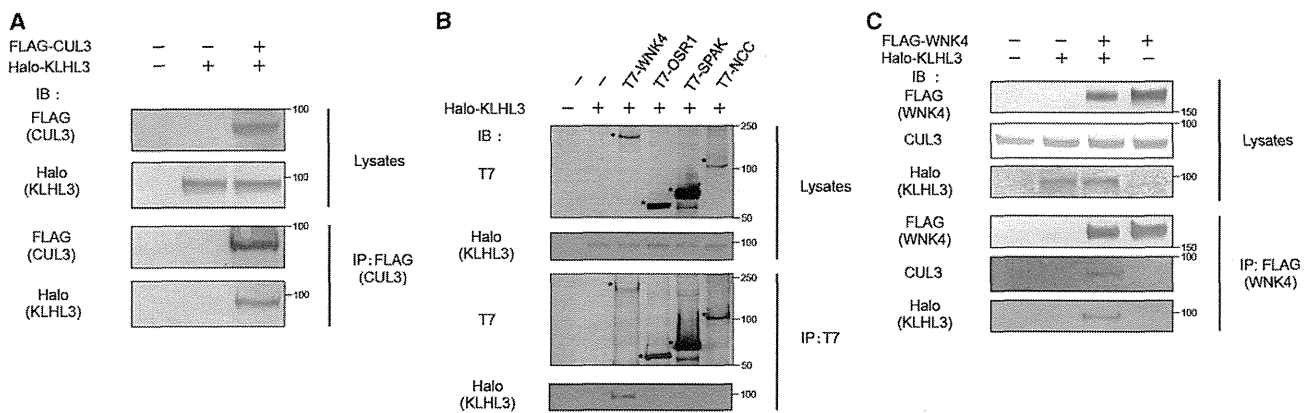 A
FLAG-CUL3 – – +
Halo-KLHL3 – + +
IB :
FLAG
(CUL3)
100
Halo
(KLHL3)
100
Lysates
FLAG
(CUL3)
100
Halo
(KLHL3)
100
IP:FLAG
(CUL3)
B
– – T7-WNK4 T7-OSR1 T7-SPAK T7-NCC
Halo-KLHL3 – + + + + +
IB :
T7
250
100
50
Halo
(KLHL3)
100
Lysates
T7
250
100
50
Halo
(KLHL3)
100
IP:T7
C
FLAG-WNK4 – – + +
Halo-KLHL3 – + + –
IB :
FLAG
(WNK4)
150
CUL3
100
Halo
(KLHL3)
100
Lysates
FLAG
(WNK4)
150
CUL3
100
Halo
(KLHL3)
100
IP: FLAG
(WNK4)